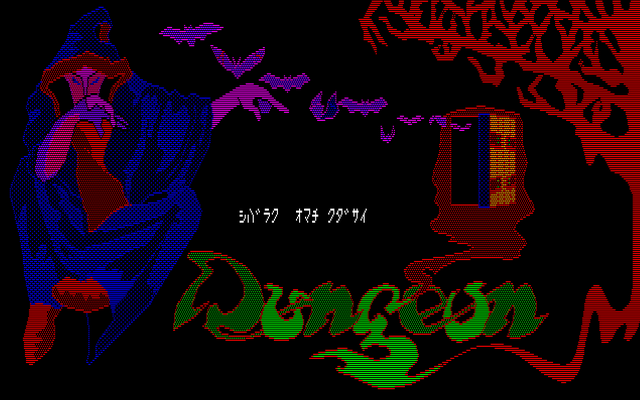 ｼﾊﾞﾗｸ ｵﾏﾁ ｸﾀﾞｻｲ
Dungeon